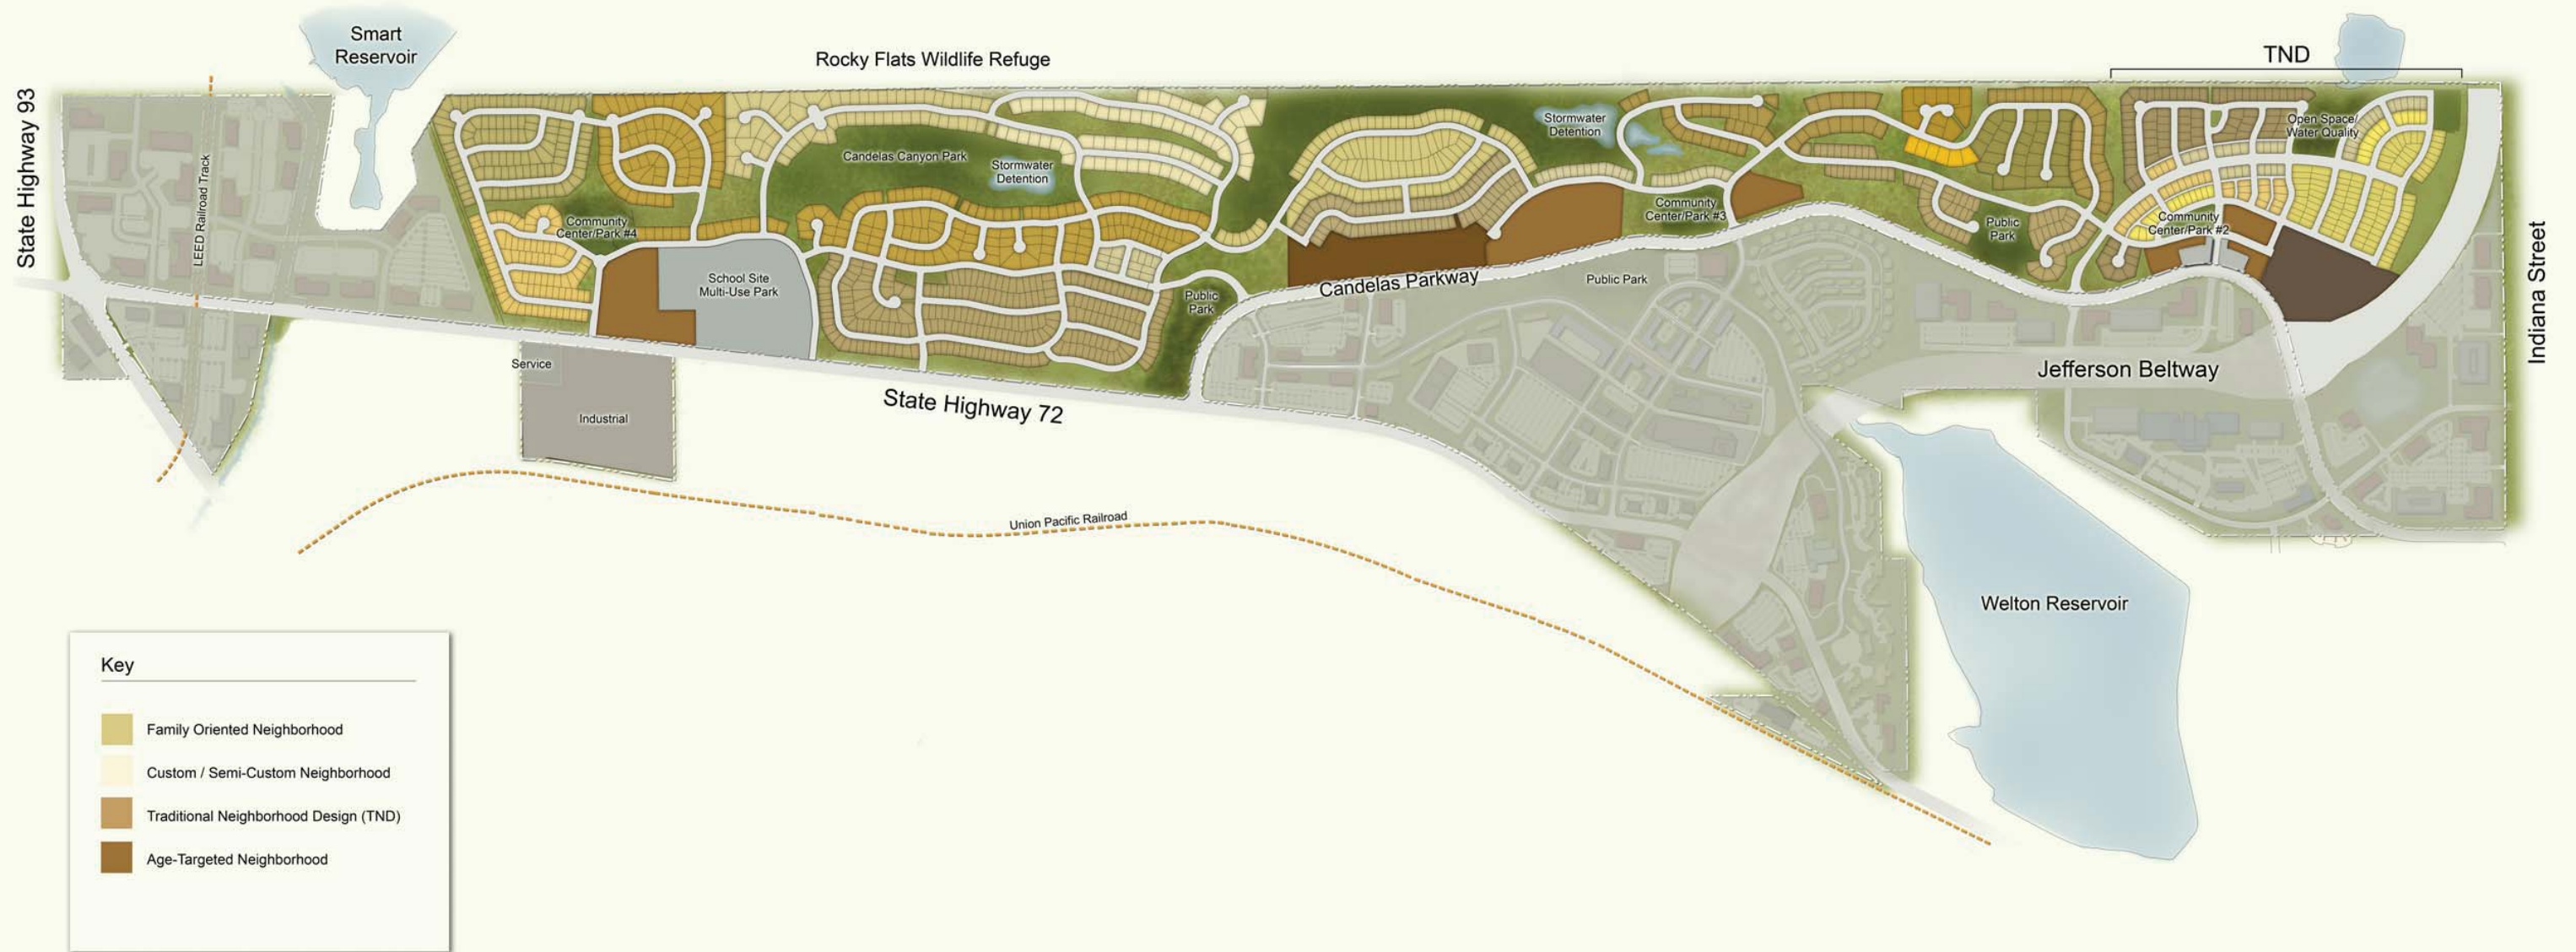 Smart
Reservoir
Rocky Flats Wildlife Refuge
TND
State Highway 93
LEED Railroad Track
Candelas Canyon Park
Stormwater
Detention
Stormwater
Detention
Open Space/
Water Quality
Community
Center/Park #4
Community
Center/Park #3
Public
Park
Community
Center/Park #2
Indiana Street
School Site
Multi-Use Park
Public
Park
Candelas Parkway
Public Park
Service
Industrial
State Highway 72
Jefferson Beltway
Union Pacific Railroad
Welton Reservoir
Key
Family Oriented Neighborhood
Custom / Semi-Custom Neighborhood
Traditional Neighborhood Design (TND)
Age-Targeted Neighborhood